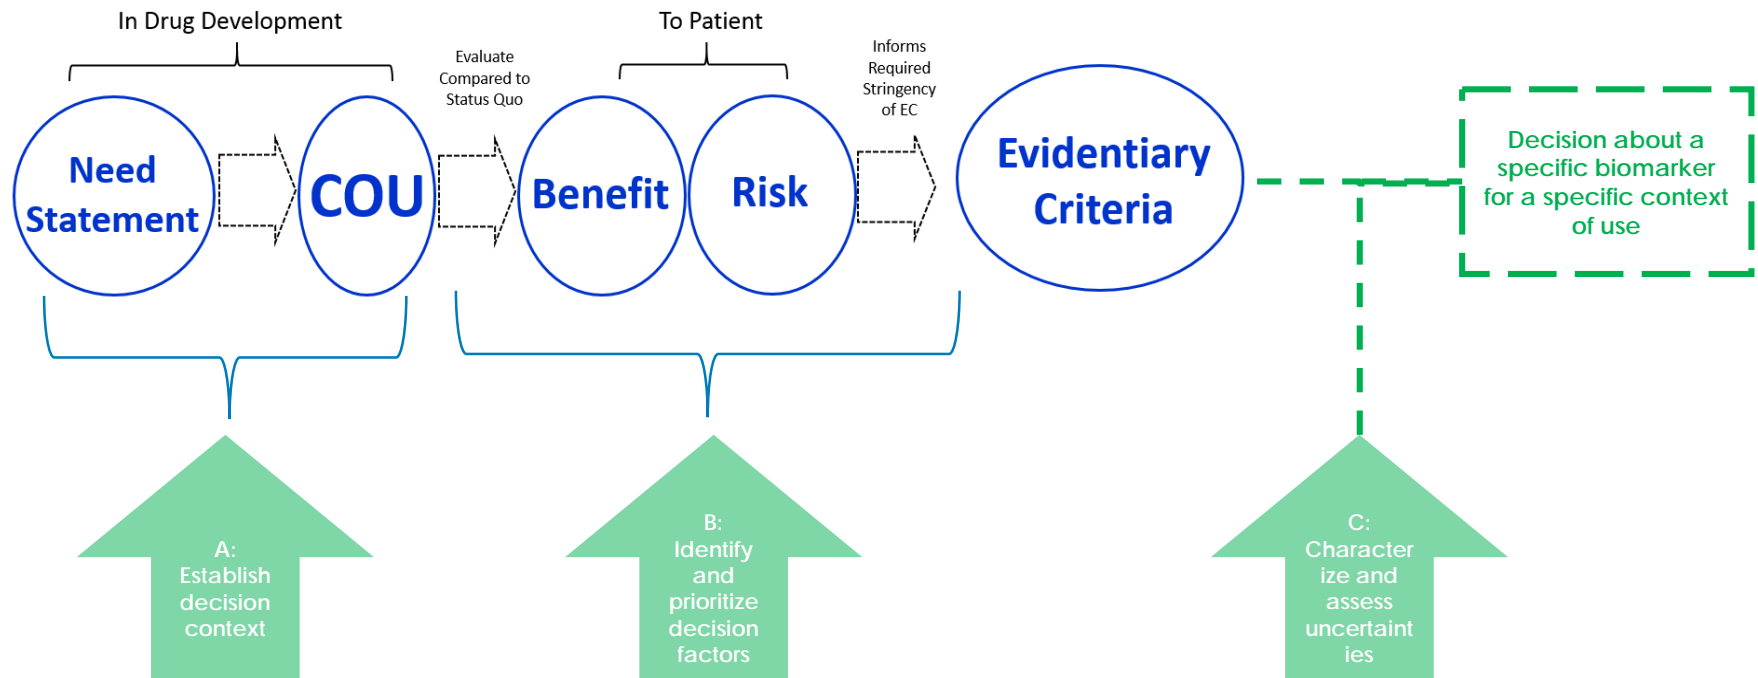 In Drug Development
To Patient
Evaluate
Compared to
Status Quo
Informs
Required
Stringency
of EC
Need
Statement
COU
Benefit
Risk
Evidentiary
Criteria
Decision about a
specific biomarker
for a specific context
of use
A:
Establish
decision
context
B:
Identify
and
prioritize
decision
factors
C:
Character
ize and
assess
uncertaint
ies